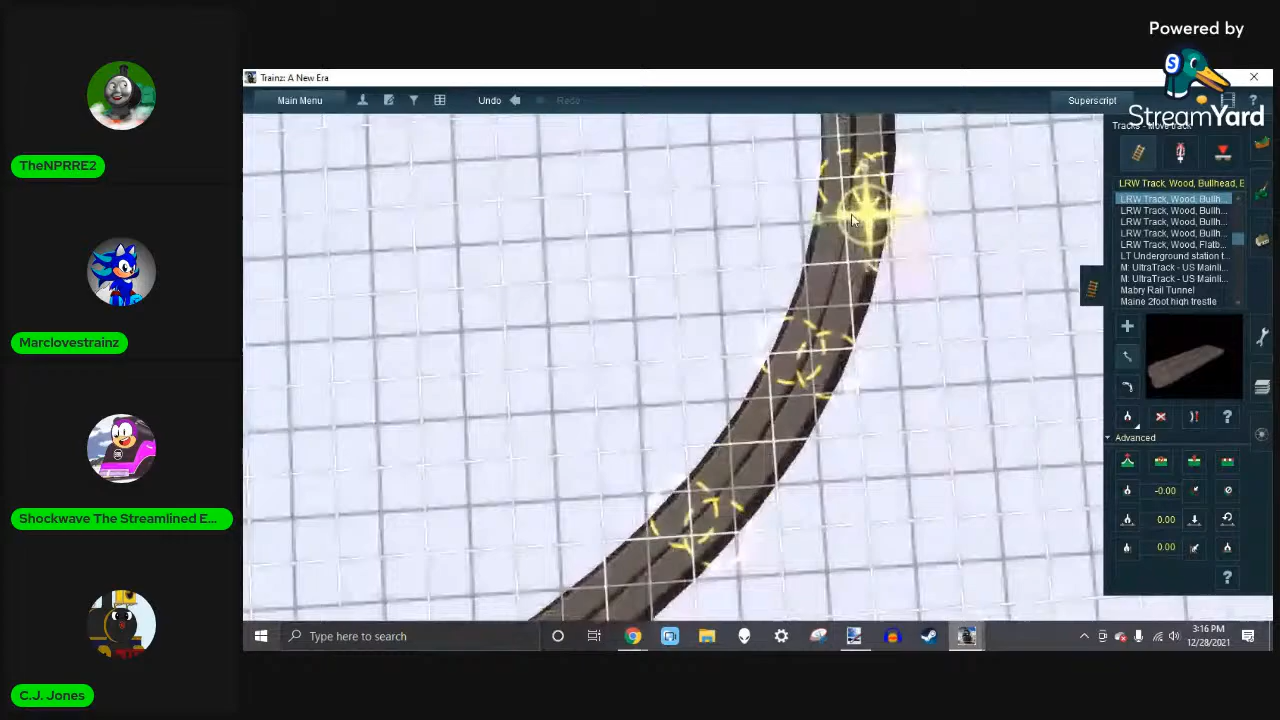 Powered by
StreamYard
TheNPRRE2
Marclovestrainz
Shockwave The Streamlined E...
C.J. Jones
Trainz: A New Era
Main Menu
Undo
Redo
Superscript
?
Tracks - Move track
LRW Track, Wood, Bullhead, E
LRW Track, Wood, Bullh...
LRW Track, Wood, Bullh...
LRW Track, Wood, Bullh...
LRW Track, Wood, Bullh...
LRW Track, Wood, Flatb...
LT Underground station t...
M: UltraTrack - US Mainli...
M: UltraTrack - US Mainli...
Mabry Rail Tunnel
Maine 2foot high trestle
?
Advanced
-0.00
0.00
0.00
?
Type here to search
3:16 PM
12/28/2021